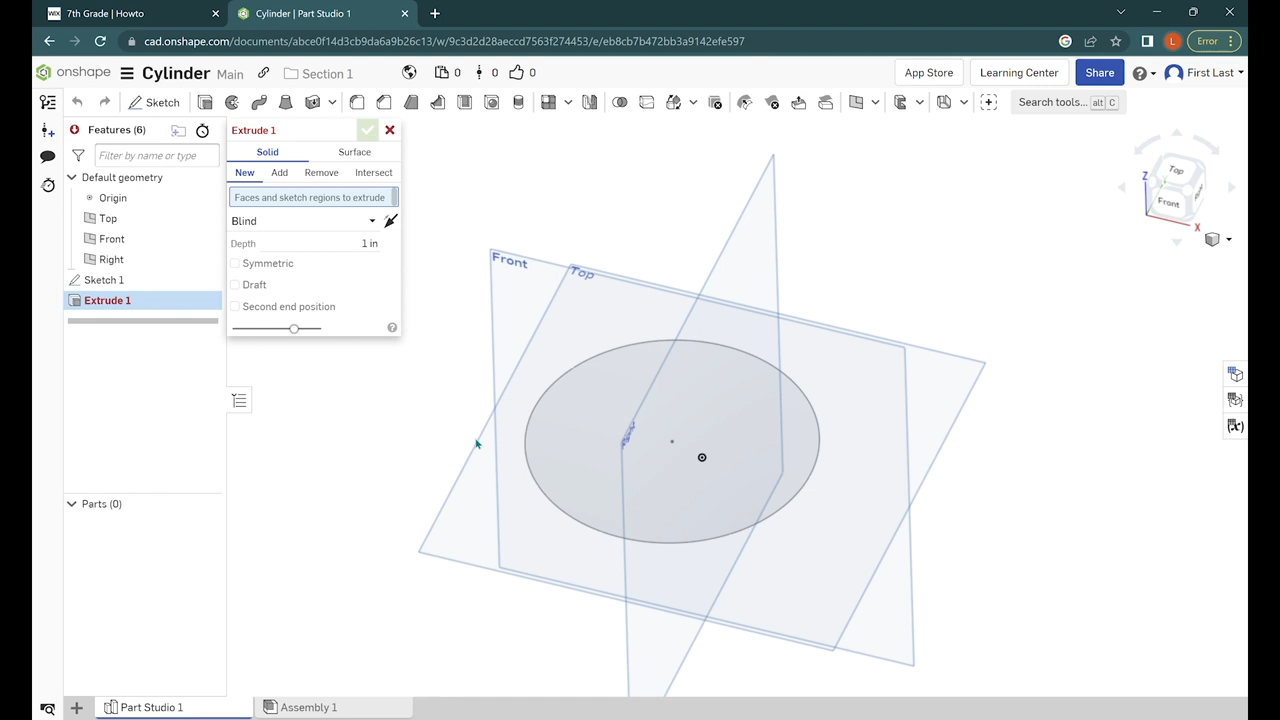 7th Grade | Howto
Cylinder | Part Studio 1
cad.onshape.com/documents/abce0f14d3cb9da6a9b26c13/w/9c3d2d28aeccd7563f274453/e/eb8cb7b472bb3a9142efe597
Error
onshape
Cylinder Main
Section 1
0
0
0
App Store
Learning Center
Share
First Last
Sketch
Search tools... alt C
Features (6)
Filter by name or type
Default geometry
Origin
Top
Front
Right
Sketch 1
Extrude 1
Parts (0)
Extrude 1
Solid Surface
New Add Remove Intersect
Faces and sketch regions to extrude
Blind
Depth 1 in
Symmetric
Draft
Second end position
Front
Top
Z
Top
Front
X
Part Studio 1
Assembly 1